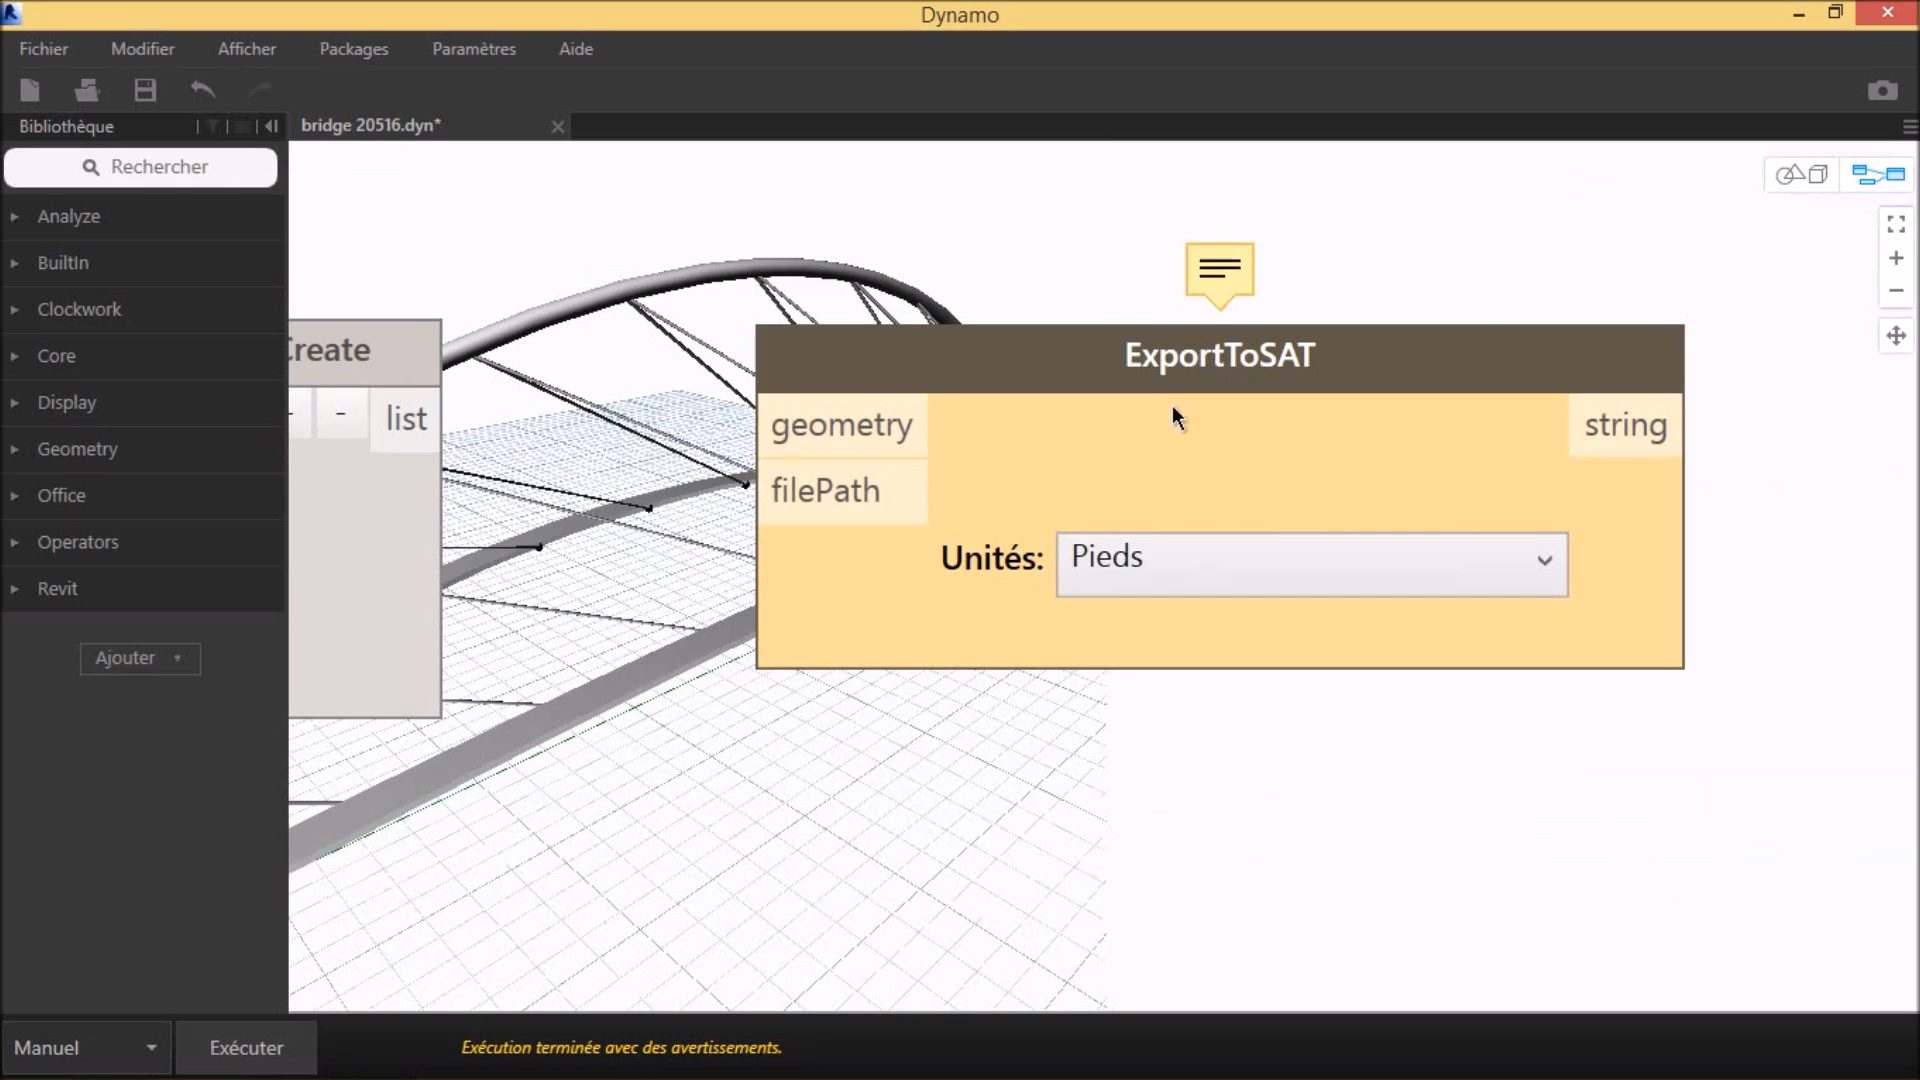 Dynamo
Fichier Modifier Afficher Packages Paramètres Aide
Bibliothèque
bridge 20516.dyn*
Rechercher
Analyze
BuiltIn
Clockwork
Core
Display
Geometry
Office
Operators
Revit
Ajouter
Create
- list
ExportToSAT
geometry string
filePath
Unités: Pieds
Manuel Exécuter Exécution terminée avec des avertissements.